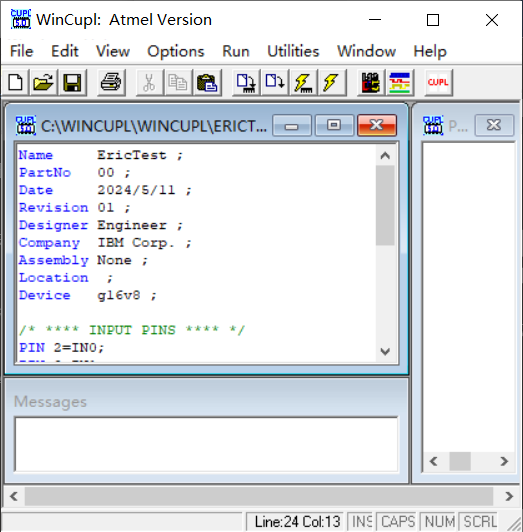 WinCupl: Atmel Version
File Edit View Options Run Utilities Window Help
CUPL
C:\WINCUPL\WINCUPL\ERICT...
P...
Name EricTest ;
PartNo 00 ;
Date 2024/5/11 ;
Revision 01 ;
Designer Engineer ;
Company IBM Corp. ;
Assembly None ;
Location ;
Device g16v8 ;
/* **** INPUT PINS **** */
PIN 2=IN0;
Messages
Line:24 Col:13 INS CAPS NUM SCRL